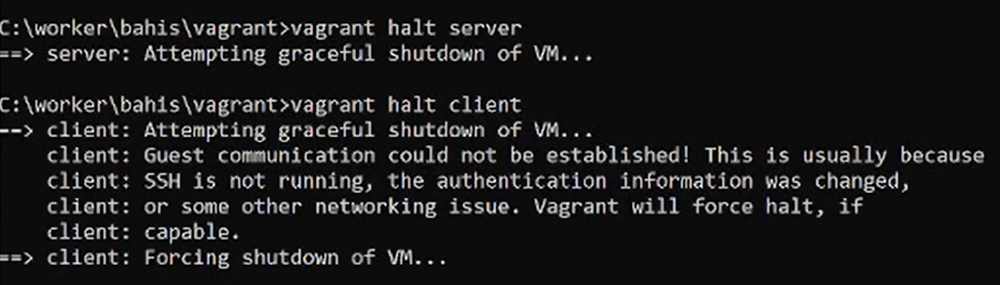 C:\worker\bahis\vagrant>vagrant halt server
==> server: Attempting graceful shutdown of VM...
C:\worker\bahis\vagrant>vagrant halt client
==> client: Attempting graceful shutdown of VM...
client: Guest communication could not be established! This is usually because
client: SSH is not running, the authentication information was changed,
client: or some other networking issue. Vagrant will force halt, if
client: capable.
==> client: Forcing shutdown of VM...